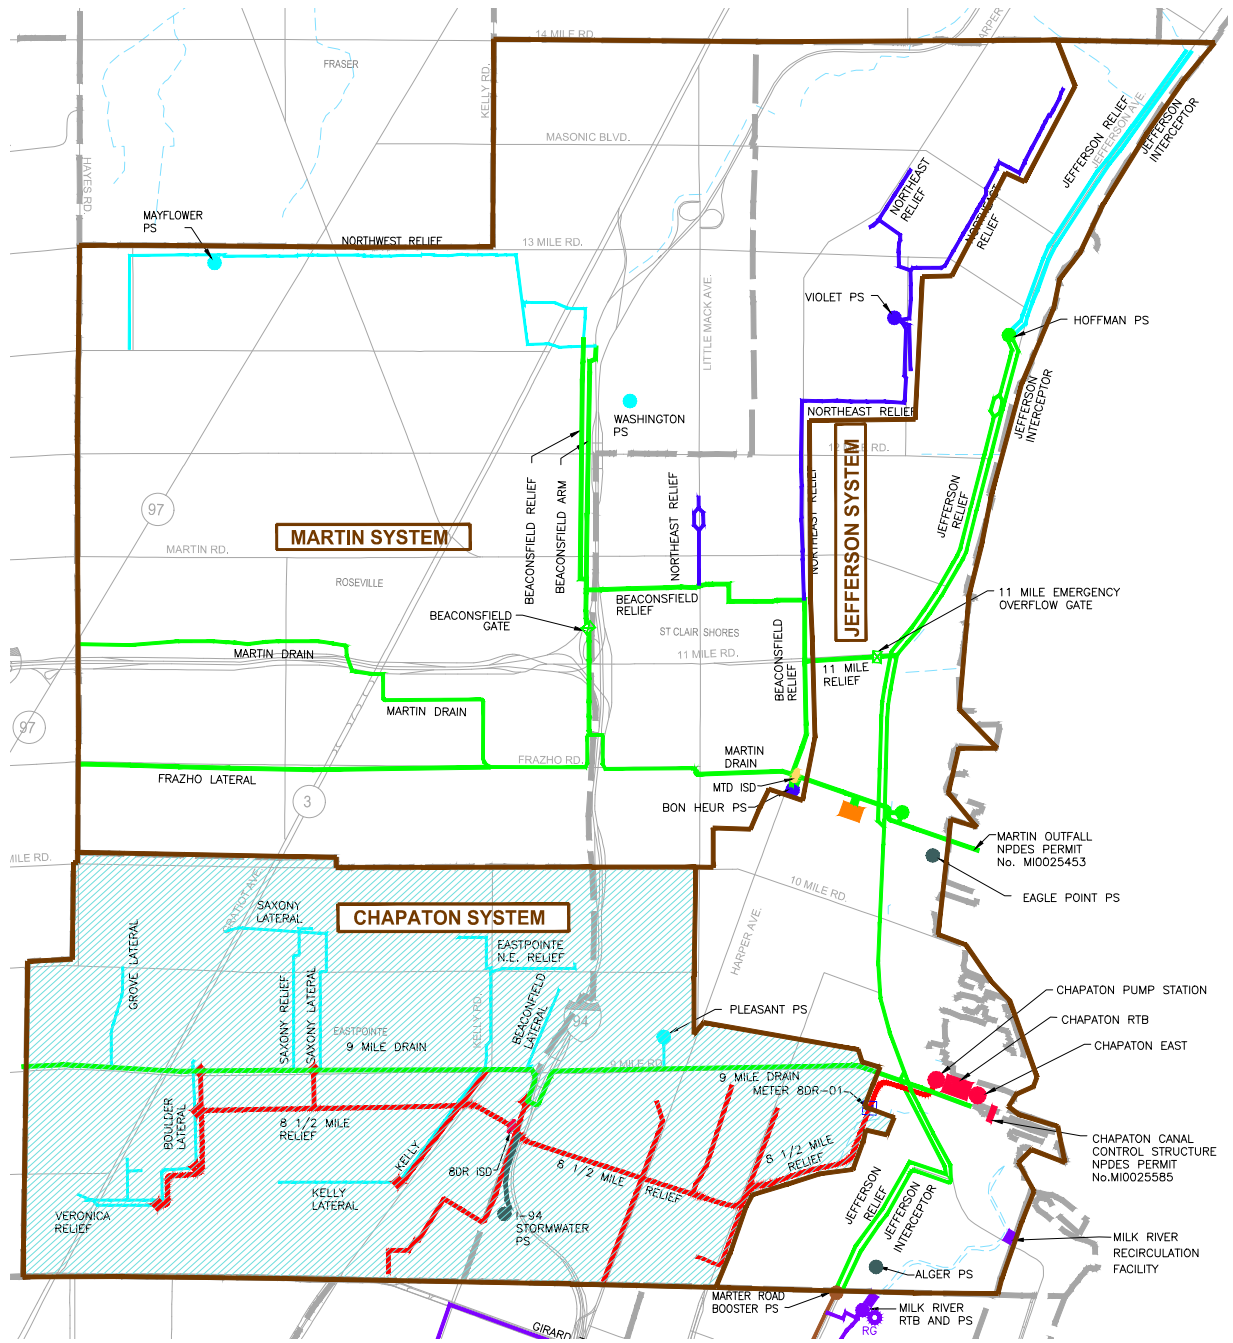 14 MILE RD.
HARPER
FRASER
KELLY RD.
MASONIC BLVD.
HAYES RD.
JEFFERSON RELIEF
JEFFERSON AVE.
JEFFERSON
INTERCEPTOR
MAYFLOWER
PS
NORTHWEST RELIEF
13 MILE RD.
NORTHEAST
RELIEF
NORTHEAST
RELIEF
LITTLE MACK AVE.
VIOLET PS
HOFFMAN PS
WASHINGTON
PS
NORTHEAST RELIEF
JEFFERSON
INTERCEPTOR
12 MILE RD.
97
MARTIN SYSTEM
MARTIN RD.
ROSEVILLE
BEACONSFIELD RELIEF
BEACONSFIELD ARM
NORTHEAST RELIEF
NORTHEAST RELIEF
JEFFERSON SYSTEM
JEFFERSON
RELIEF
11 MILE EMERGENCY
OVERFLOW GATE
BEACONSFIELD
GATE
BEACONSFIELD
RELIEF
ST CLAIR SHORES
11 MILE RD.
MARTIN DRAIN
BEACONSFIELD
RELIEF
11 MILE
RELIEF
97
MARTIN DRAIN
FRAZHO RD.
FRAZHO LATERAL
MARTIN
DRAIN
MTD ISD
BON HEUR PS
3
MARTIN OUTFALL
NPDES PERMIT
No. MI0025453
MILE RD.
EAGLE POINT PS
10 MILE RD.
GRATIOT AVE.
SAXONY
LATERAL
CHAPATON SYSTEM
HARPER AVE.
GROVE LATERAL
EASTPOINTE
N.E. RELIEF
SAXONY RELIEF
SAXONY LATERAL
KELLY RD.
BEACONFIELD
LATERAL
94
PLEASANT PS
CHAPATON PUMP STATION
CHAPATON RTB
CHAPATON EAST
EASTPOINTE
9 MILE DRAIN
9 MILE RD.
9 MILE DRAIN
METER 8DR-01
BOULDER
LATERAL
8 1/2 MILE
RELIEF
KELLY
8DR ISD
8 1/2 MILE RELIEF
8 1/2 MILE
RELIEF
CHAPATON CANAL
CONTROL STRUCTURE
NPDES PERMIT
No.MI0025585
KELLY
LATERAL
VERONICA
RELIEF
I-94
STORMWATER
PS
JEFFERSON
RELIEF
JEFFERSON
INTERCEPTOR
MILK RIVER
RECIRCULATION
FACILITY
ALGER PS
MARTER ROAD
BOOSTER PS
MILK RIVER
RTB AND PS
RG
GIRARD